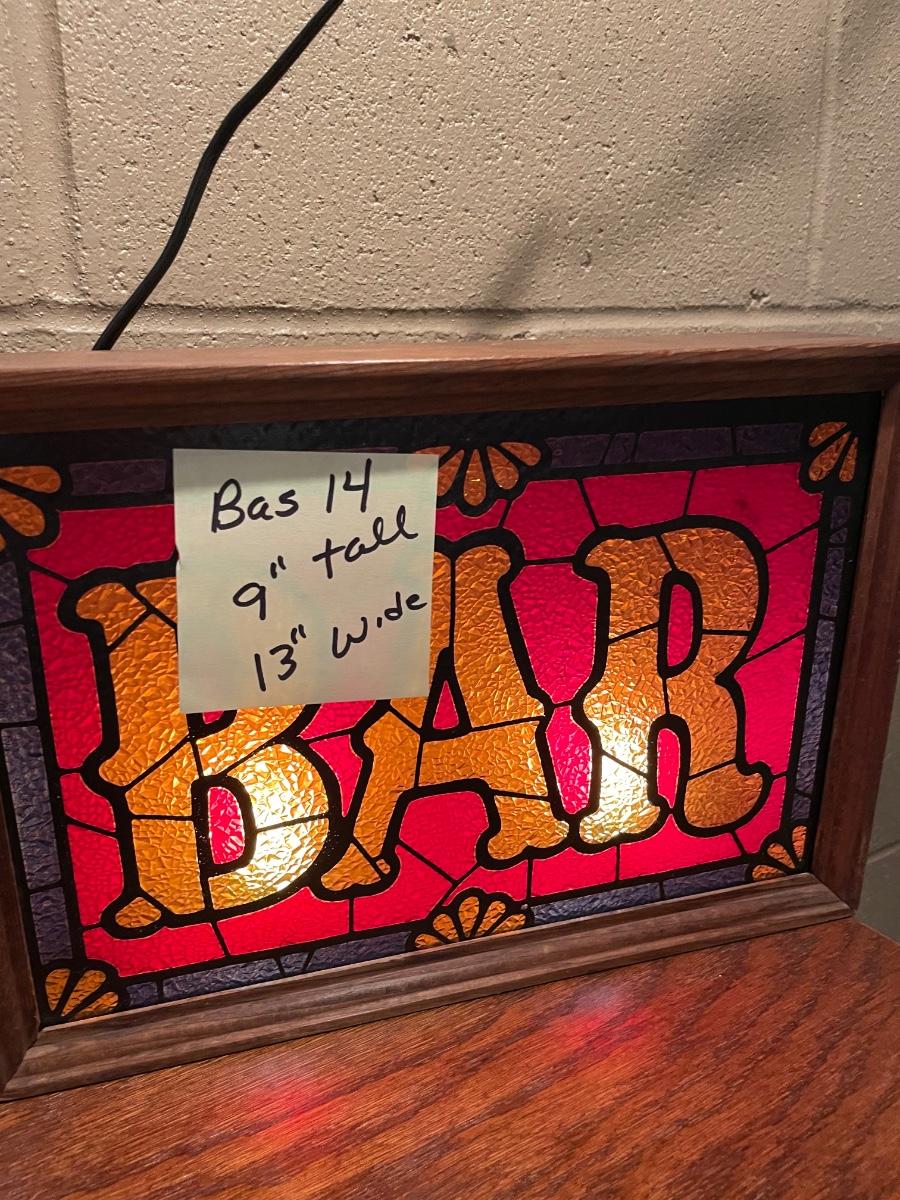 Bas 14
9" tall
13" Wide
BAR